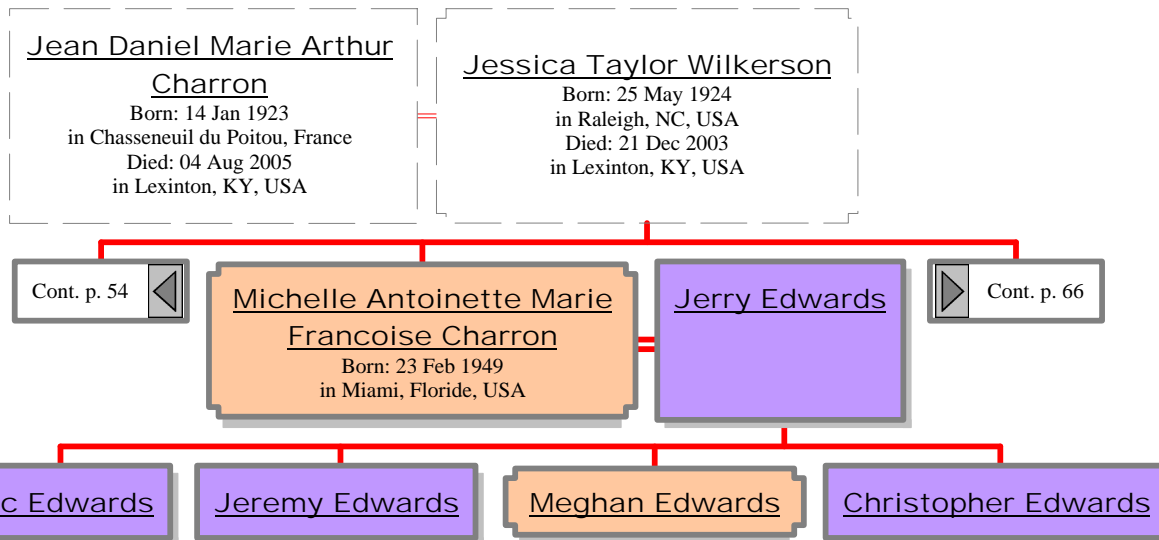 Jean Daniel Marie Arthur
Charron
Born: 14 Jan 1923
in Chasseneuil du Poitou, France
Died: 04 Aug 2005
in Lexinton, KY, USA
Jessica Taylor Wilkerson
Born: 25 May 1924
in Raleigh, NC, USA
Died: 21 Dec 2003
in Lexinton, KY, USA
Cont. p. 54
Michelle Antoinette Marie
Francoise Charron
Born: 23 Feb 1949
in Miami, Floride, USA
Jerry Edwards
Cont. p. 66
c Edwards
Jeremy Edwards
Meghan Edwards
Christopher Edwards